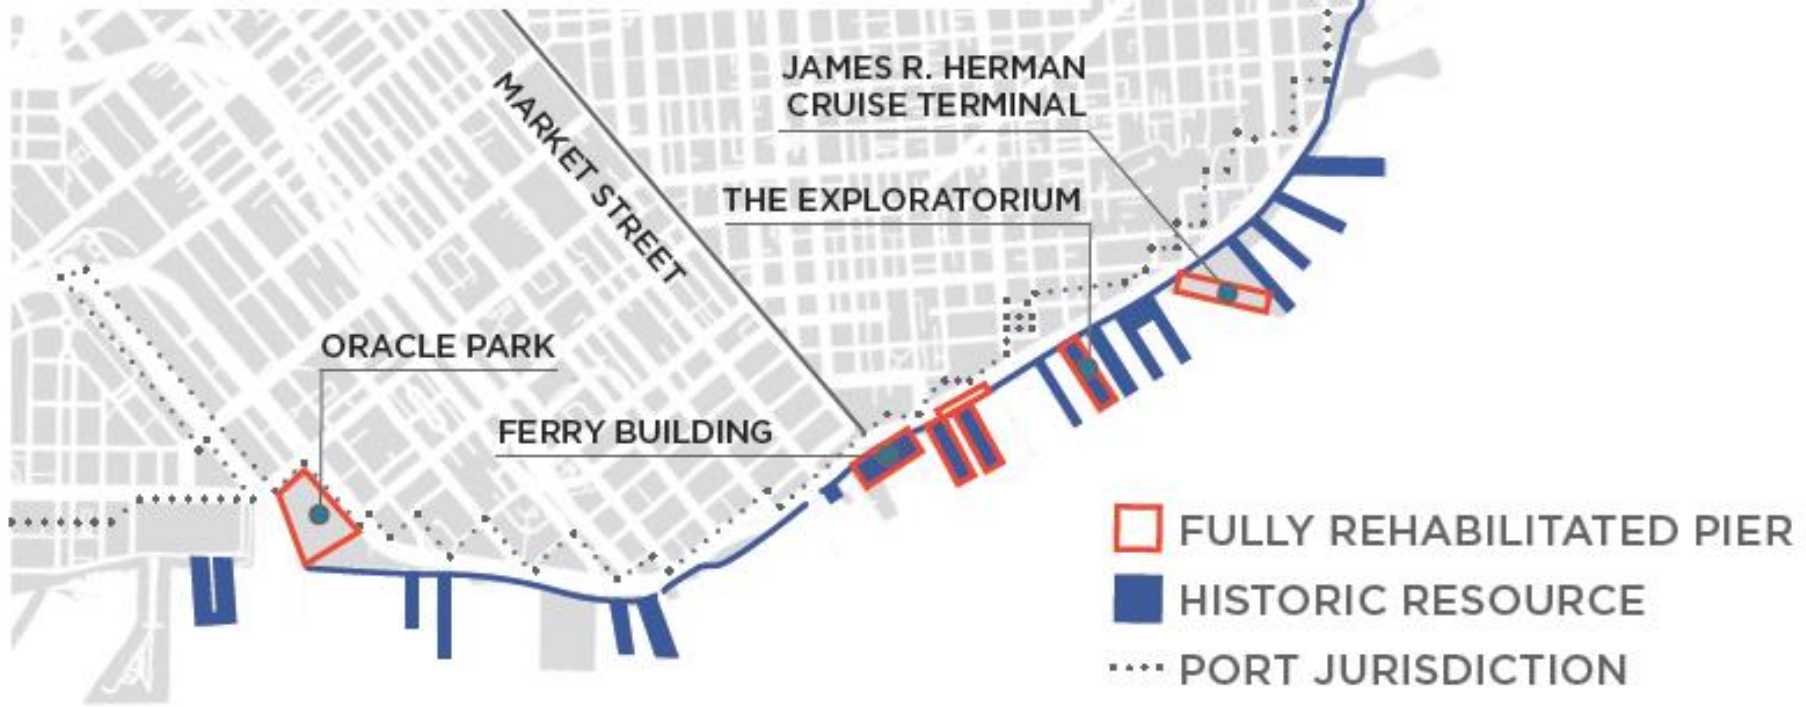 JAMES R. HERMAN
CRUISE TERMINAL
MARKET STREET
THE EXPLORATORIUM
ORACLE PARK
FERRY BUILDING
FULLY REHABILITATED PIER
HISTORIC RESOURCE
PORT JURISDICTION